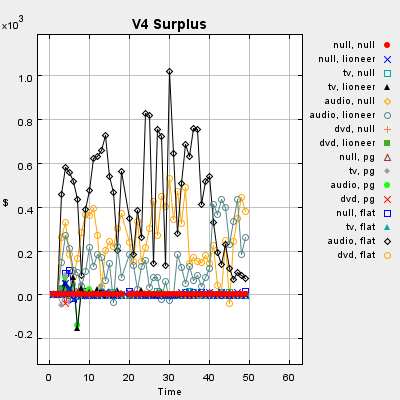 V4 Surplus
x10^3
$
1.0
0.8
0.6
0.4
0.2
0.0
-0.2
0 10 20 30 40 50 60
Time
null, null
null, lioneer
tv, null
tv, lioneer
audio, null
audio, lioneer
dvd, null
dvd, lioneer
null, pg
tv, pg
audio, pg
dvd, pg
null, flat
tv, flat
audio, flat
dvd, flat